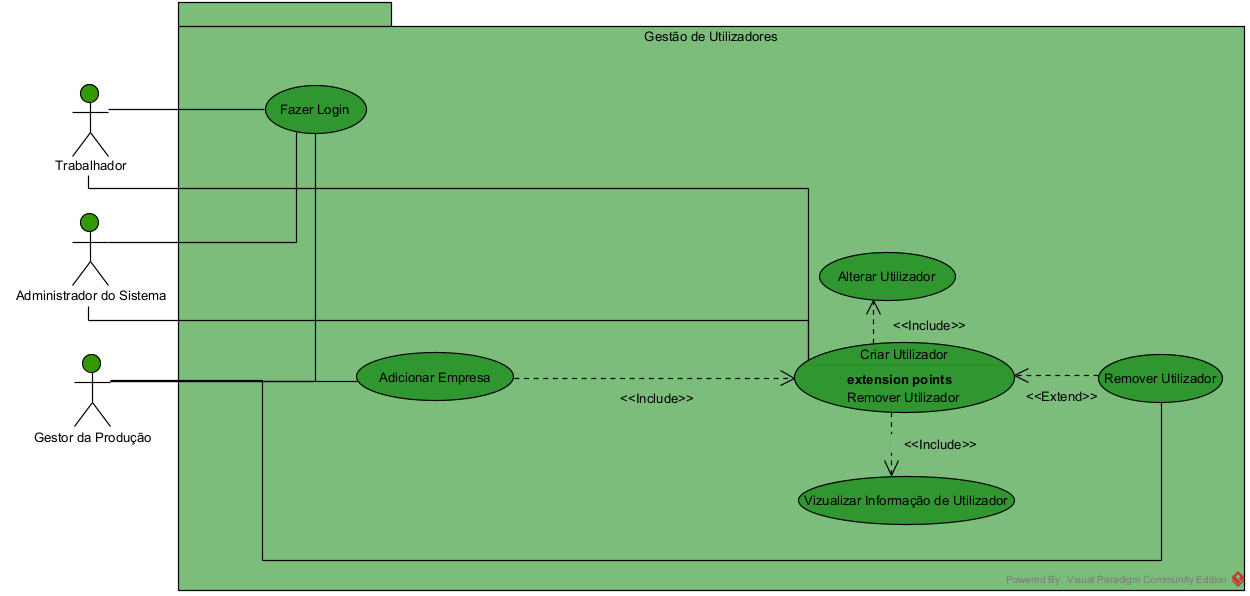 Gestão de Utilizadores
Fazer Login
Trabalhador
Alterar Utilizador
Administrador do Sistema
<<Include>>
Criar Utilizador
Adicionar Empresa
extension points
Remover Utilizador
Remover Utilizador
<<Include>>
<<Extend>>
Gestor da Produção
<<Include>>
Vizualizar Informação de Utilizador
Powered By Visual Paradigm Community Edition